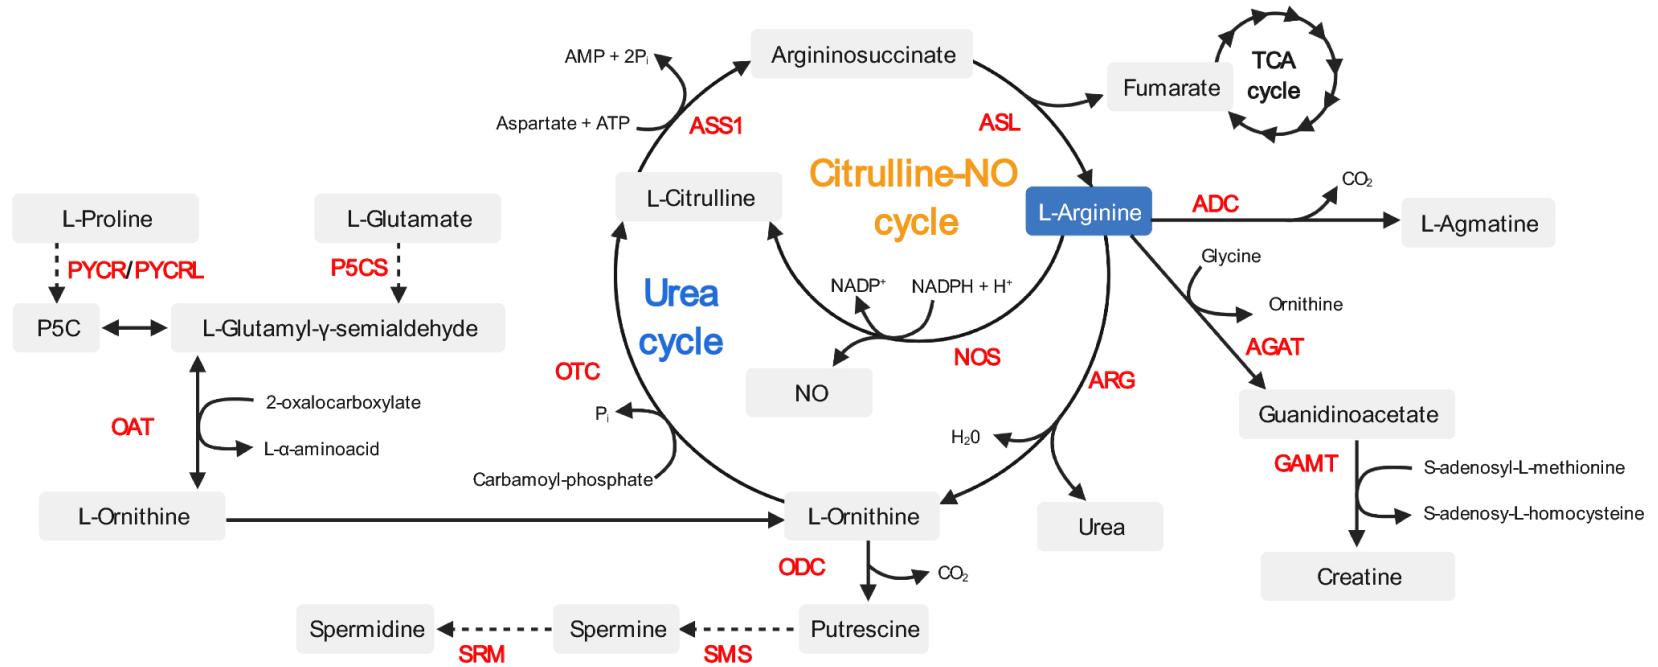 Argininosuccinate
AMP + 2Pi
TCA
cycle
Fumarate
Aspartate + ATP
ASS1
ASL
Citrulline-NO
cycle
L-Citrulline
L-Arginine
ADC
CO2
L-Agmatine
L-Proline
L-Glutamate
PYCR/PYCRL
P5CS
Glycine
Ornithine
NADP+
NADPH + H+
Urea
cycle
P5C
L-Glutamyl-γ-semialdehyde
NOS
AGAT
OTC
ARG
NO
2-oxalocarboxylate
OAT
L-α-aminoacid
Pi
Guanidinoacetate
H20
GAMT
S-adenosyl-L-methionine
Carbamoyl-phosphate
S-adenosy-L-homocysteine
L-Ornithine
L-Ornithine
Urea
ODC
CO2
Creatine
Spermidine
Spermine
Putrescine
SRM
SMS